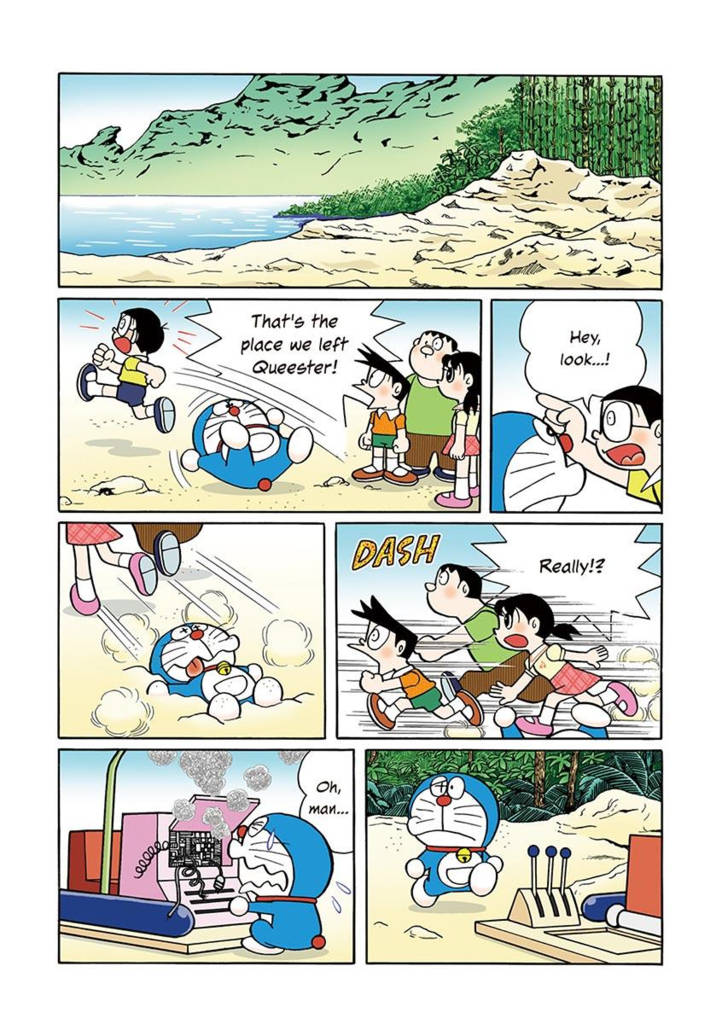 Hey,
look...!
That's the
place we left
Queester!
Really!?
DASH
Oh,
man...